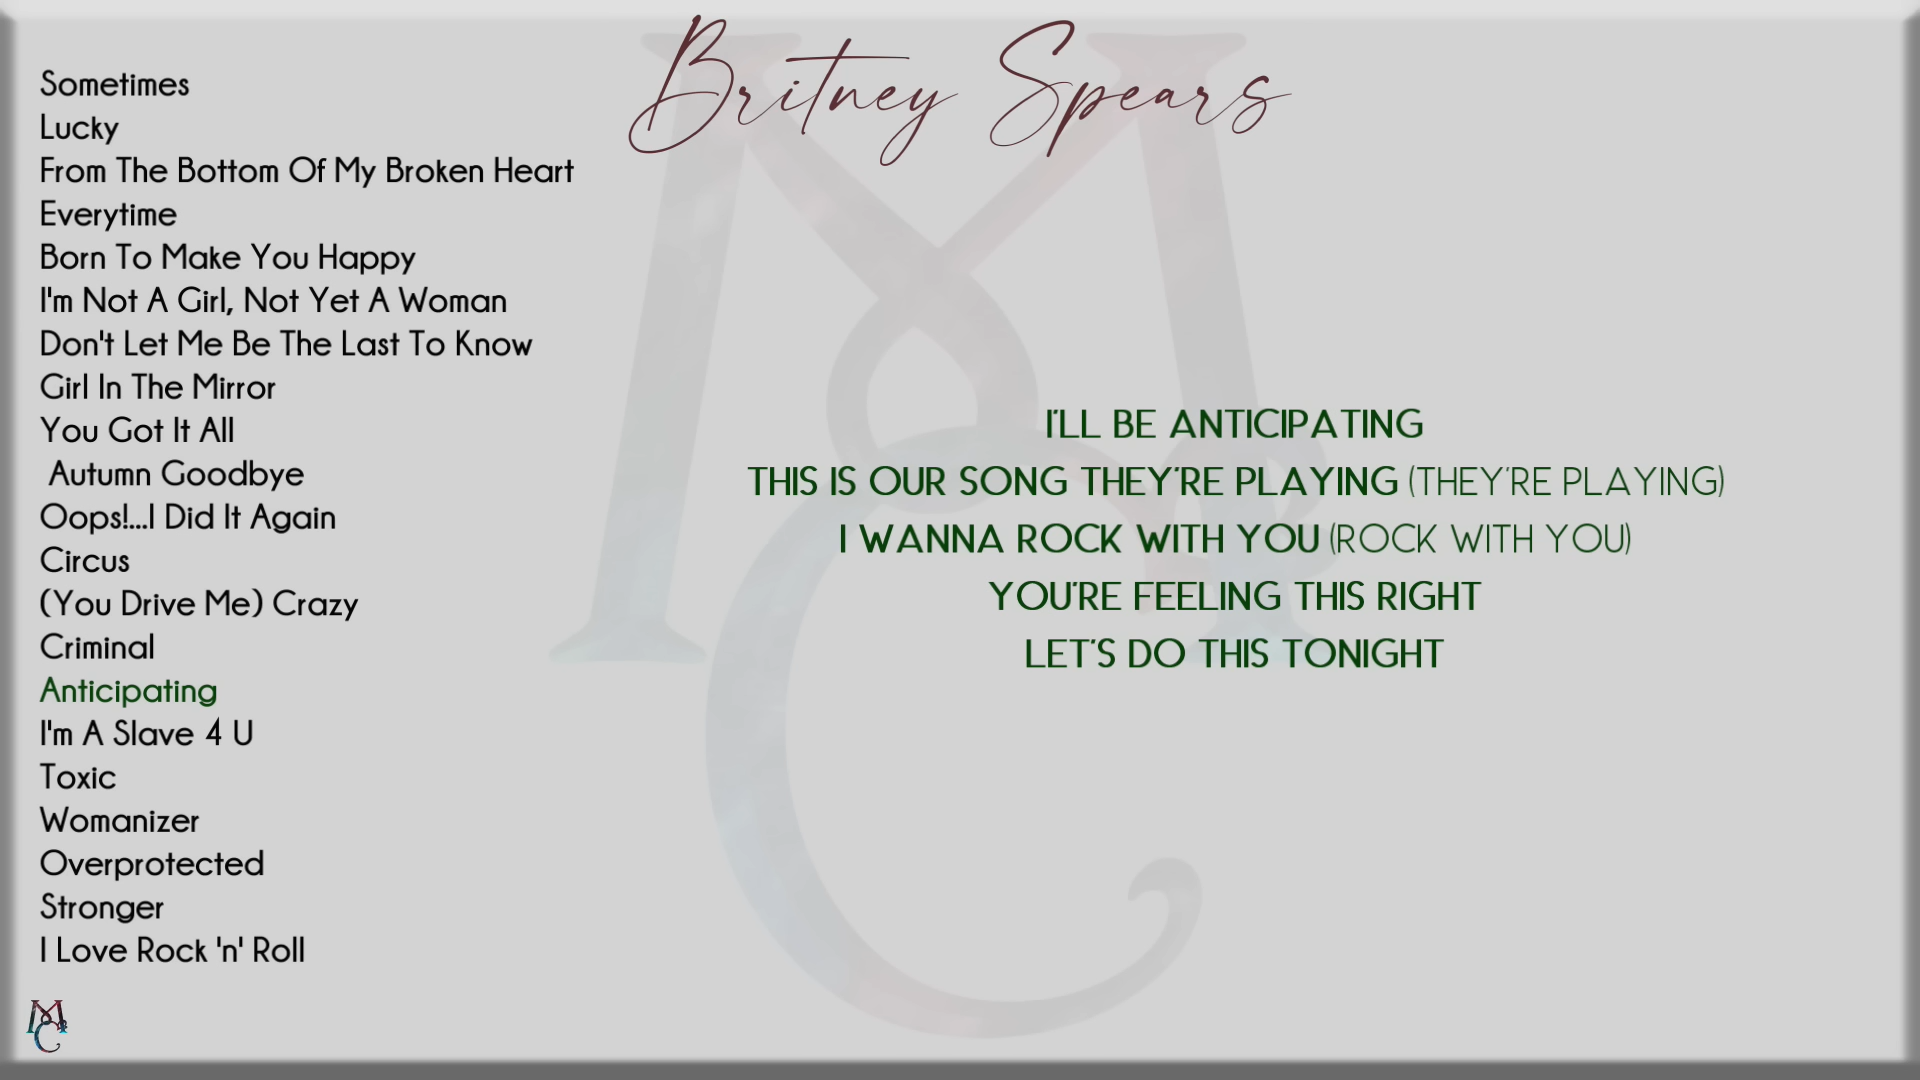 Britney Spears
Sometimes
Lucky
From The Bottom Of My Broken Heart
Everytime
Born To Make You Happy
I'm Not A Girl, Not Yet A Woman
Don't Let Me Be The Last To Know
Girl In The Mirror
You Got It All
Autumn Goodbye
Oops!...I Did It Again
Circus
(You Drive Me) Crazy
Criminal
Anticipating
I'm A Slave 4 U
Toxic
Womanizer
Overprotected
Stronger
I Love Rock 'n' Roll
I'LL BE ANTICIPATING
THIS IS OUR SONG THEY'RE PLAYING (THEY'RE PLAYING)
I WANNA ROCK WITH YOU (ROCK WITH YOU)
YOU'RE FEELING THIS RIGHT
LET'S DO THIS TONIGHT